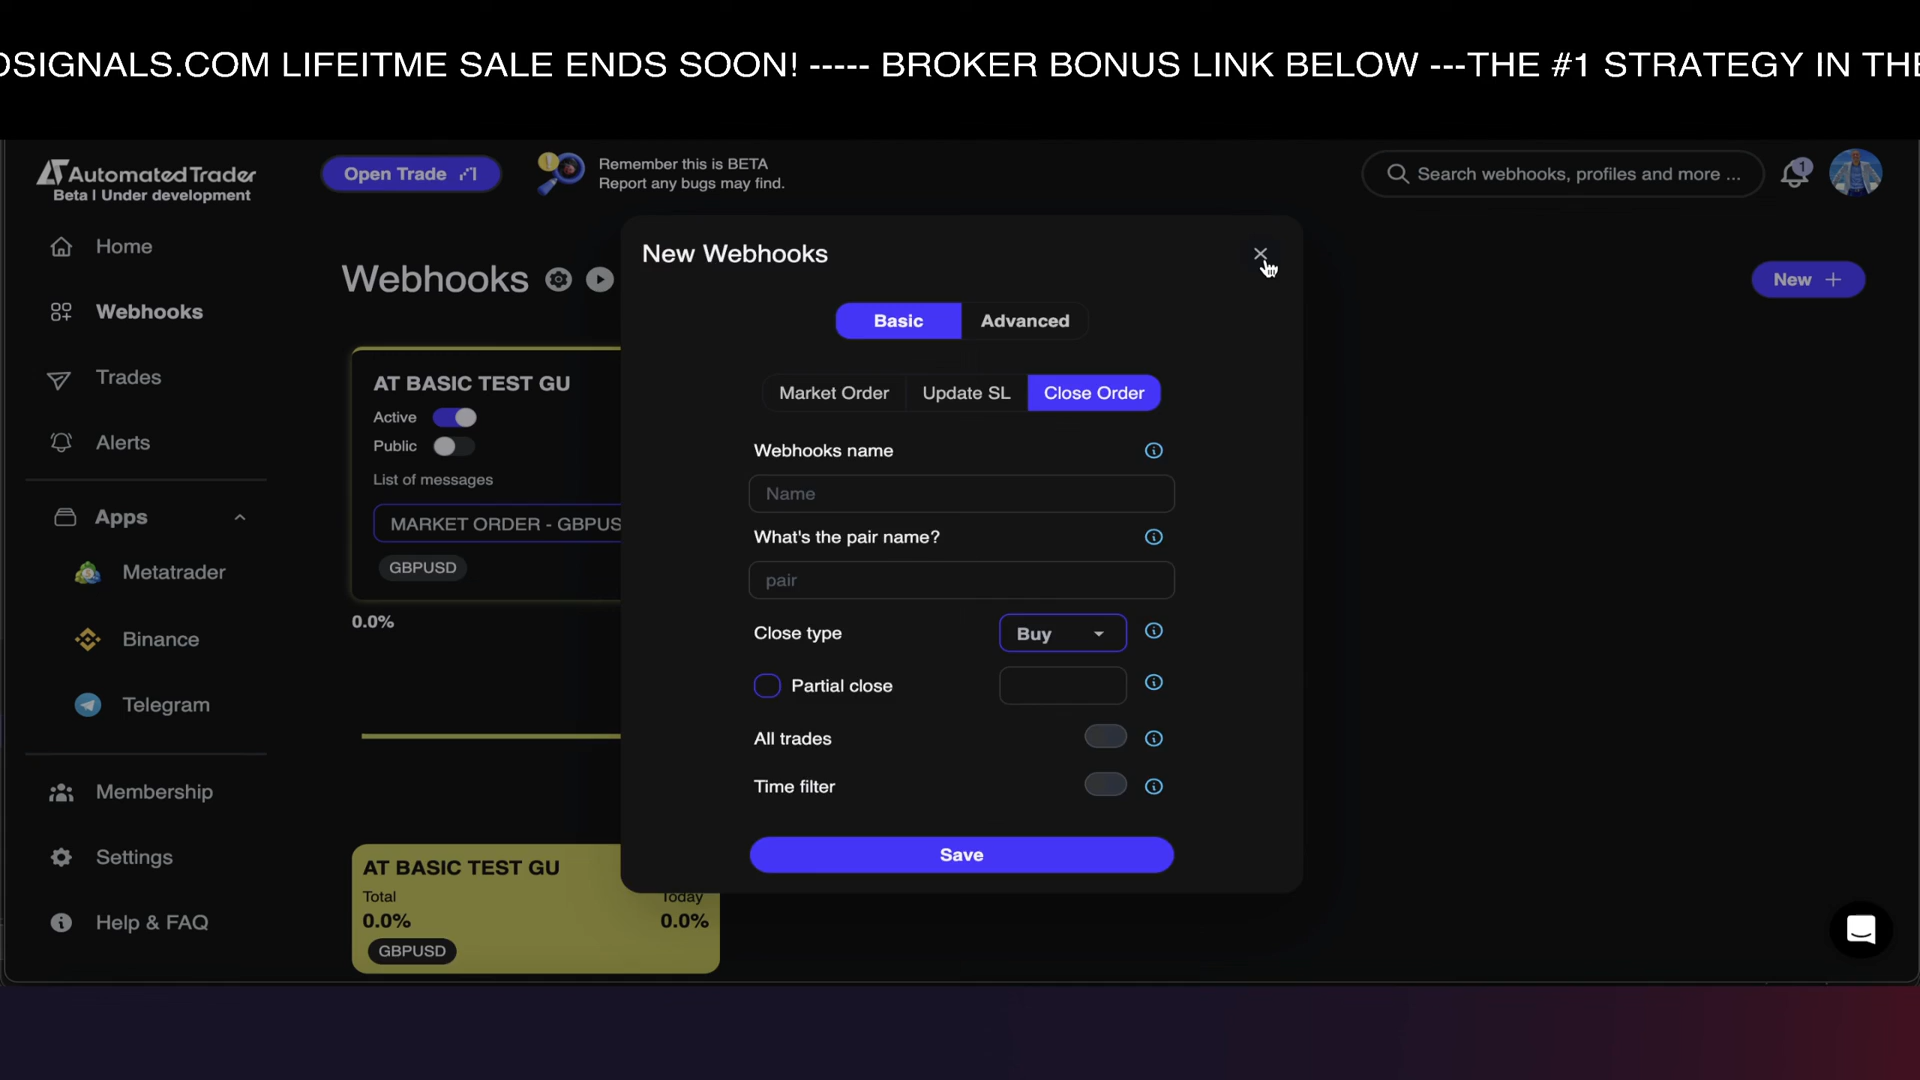 OSIGNALS.COM LIFEITME SALE ENDS SOON! ----- BROKER BONUS LINK BELOW ---THE #1 STRATEGY IN THE
AutomatedTrader
Beta | Under development
Open Trade
Remember this is BETA
Report any bugs may find.
Search webhooks, profiles and more ...
1
Home
Webhooks
Trades
Alerts
Apps
Metatrader
Binance
Telegram
Membership
Settings
Help & FAQ
Webhooks
New +
AT BASIC TEST GU
Active
Public
List of messages
MARKET ORDER - GBPUS
GBPUSD
0.0%
AT BASIC TEST GU
Total
Today
0.0%
0.0%
GBPUSD
New Webhooks
Basic
Advanced
Market Order
Update SL
Close Order
Webhooks name
Name
What's the pair name?
pair
Close type
Buy
Partial close
All trades
Time filter
Save